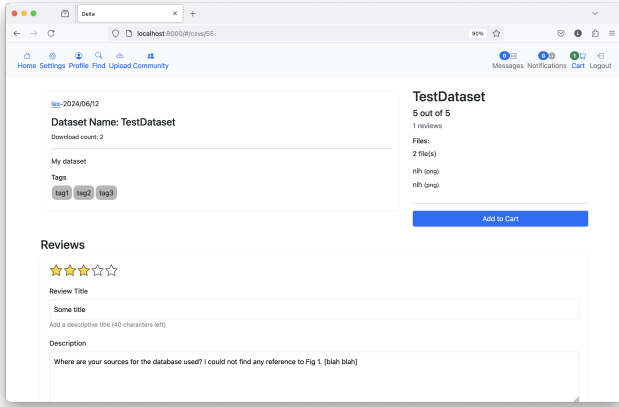 Delta
localhost:8000/#/csvs/56
90%
Home Settings Profile Find Upload Community
0 0 1
Messages Notifications Cart Logout
lex-2024/06/12
Dataset Name: TestDataset
Download count: 2
My dataset
Tags
tag1 tag2 tag3
TestDataset
5 out of 5
1 reviews
Files:
2 file(s)
nih (png)
nih (png)
Add to Cart
Reviews
Review Title
Some title
Add a descriptive title (40 characters left)
Description
Where are your sources for the database used? I could not find any reference to Fig 1. [blah blah]